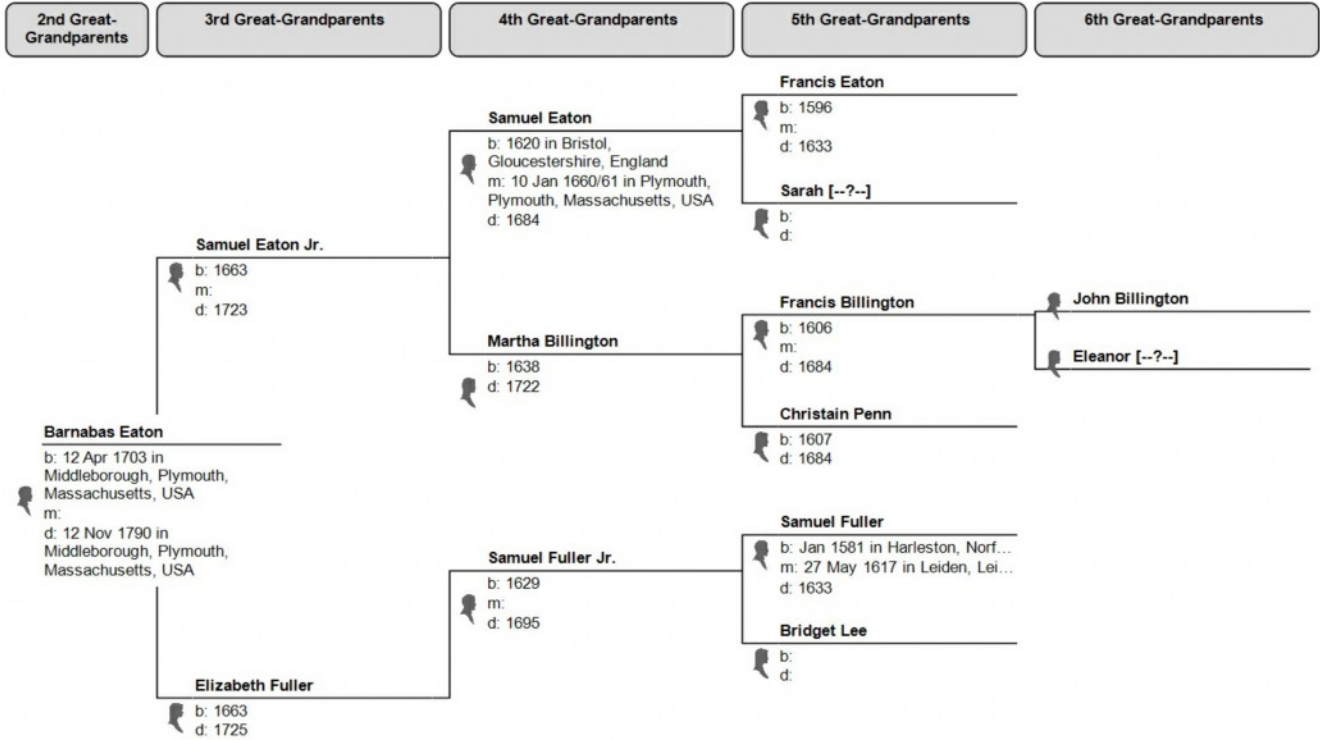 2nd Great-
Grandparents
3rd Great-Grandparents
4th Great-Grandparents
5th Great-Grandparents
6th Great-Grandparents
Barnabas Eaton
b: 12 Apr 1703 in
Middleborough, Plymouth,
Massachusetts, USA
m:
d: 12 Nov 1790 in
Middleborough, Plymouth,
Massachusetts, USA
Samuel Eaton Jr.
b: 1663
m:
d: 1723
Elizabeth Fuller
b: 1663
d: 1725
Samuel Eaton
b: 1620 in Bristol,
Gloucestershire, England
m: 10 Jan 1660/61 in Plymouth,
Plymouth, Massachusetts, USA
d: 1684
Martha Billington
b: 1638
d: 1722
Samuel Fuller Jr.
b: 1629
m:
d: 1695
Francis Eaton
b: 1596
m:
d: 1633
Sarah [--?--]
b:
d:
Francis Billington
b: 1606
m:
d: 1684
Christain Penn
b: 1607
d: 1684
Samuel Fuller
b: Jan 1581 in Harleston, Norf...
m: 27 May 1617 in Leiden, Lei...
d: 1633
Bridget Lee
b:
d:
John Billington
Eleanor [--?--]